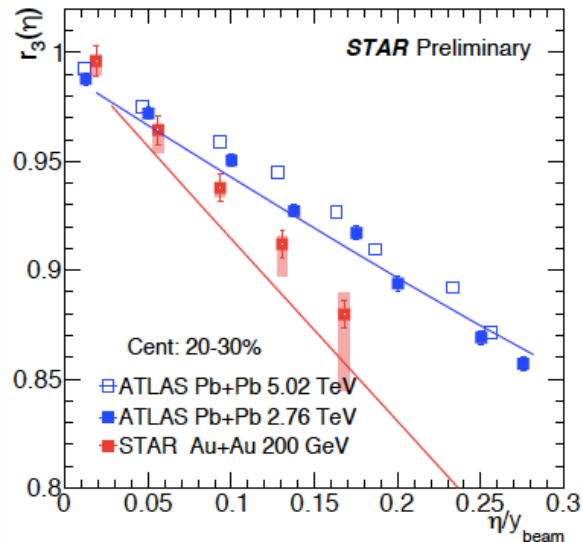 r₃(η)
STAR Preliminary
1
0.95
0.9
0.85
0.8
Cent: 20-30%
ATLAS Pb+Pb 5.02 TeV
ATLAS Pb+Pb 2.76 TeV
STAR Au+Au 200 GeV
0 0.05 0.1 0.15 0.2 0.25 0.3
η/y_beam